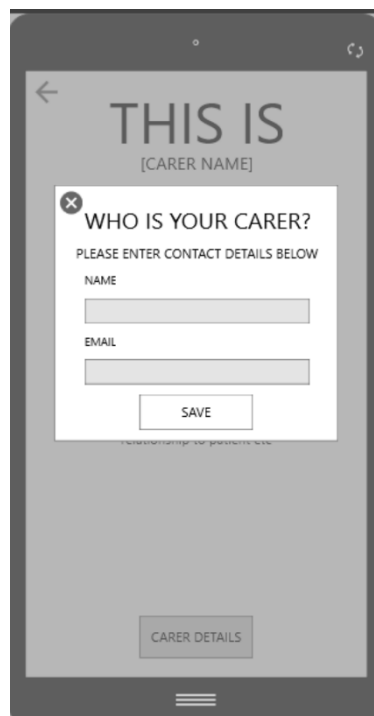 THIS IS
[CARER NAME]
WHO IS YOUR CARER?
PLEASE ENTER CONTACT DETAILS BELOW
NAME
EMAIL
SAVE
relationship to patient etc
CARER DETAILS